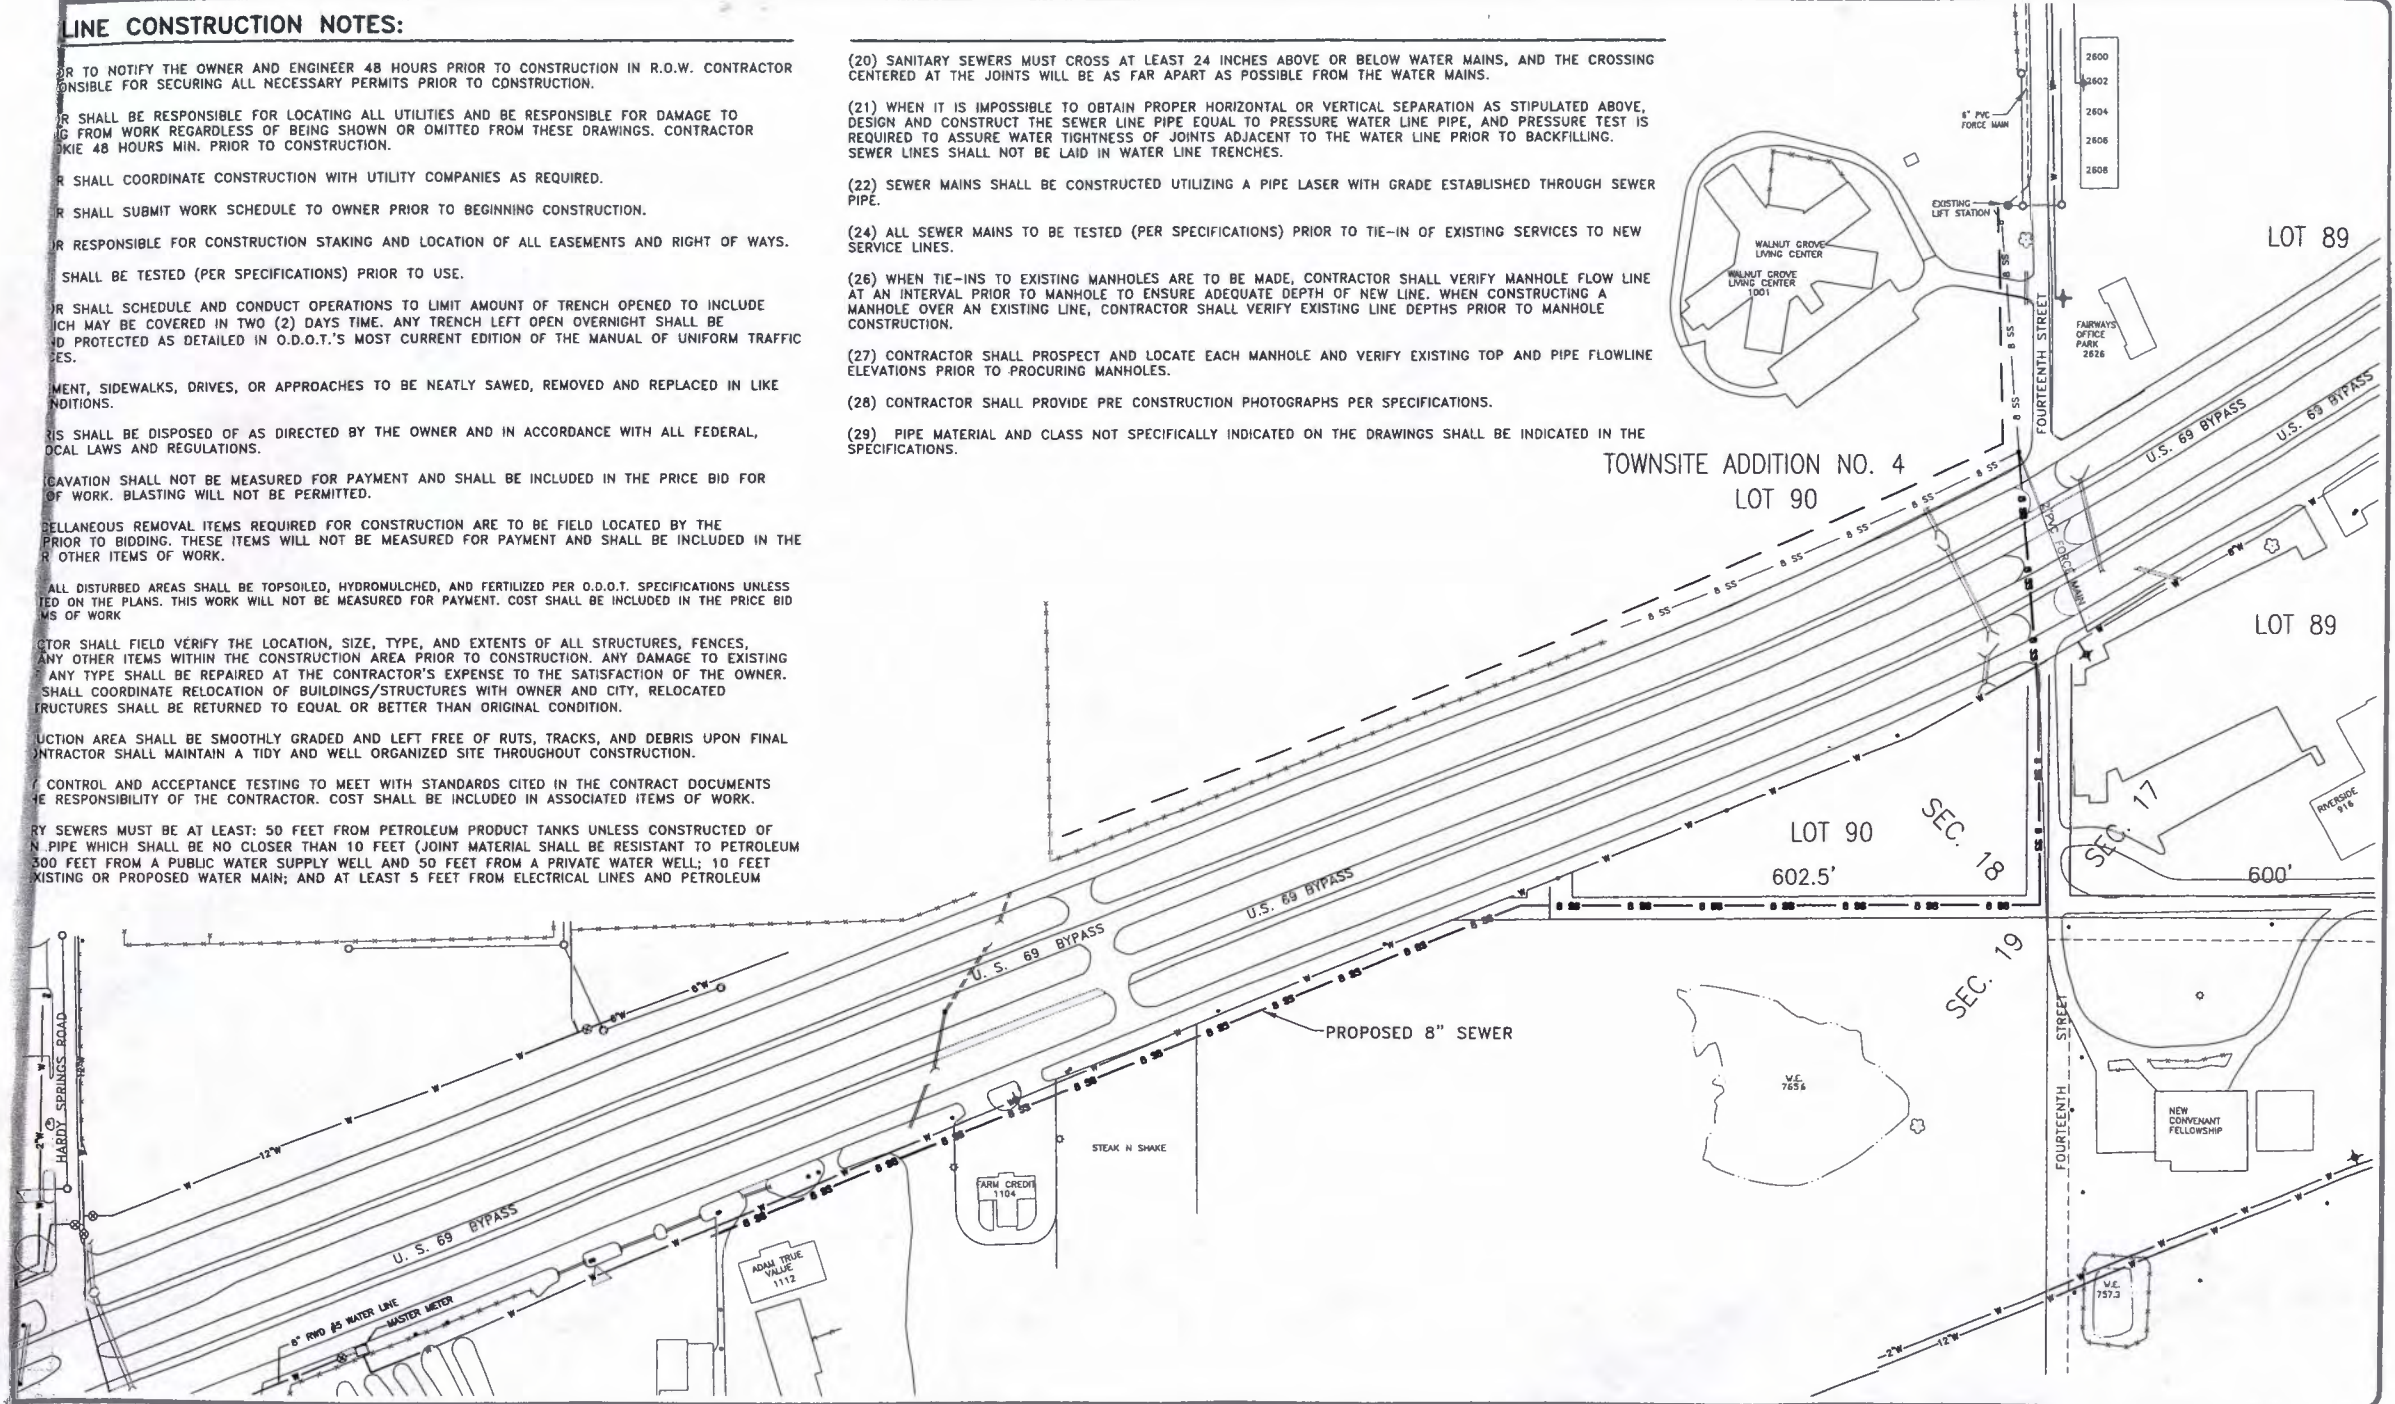 LINE CONSTRUCTION NOTES:
OR TO NOTIFY THE OWNER AND ENGINEER 48 HOURS PRIOR TO CONSTRUCTION IN R.O.W. CONTRACTOR
ONSIBLE FOR SECURING ALL NECESSARY PERMITS PRIOR TO CONSTRUCTION.
R SHALL BE RESPONSIBLE FOR LOCATING ALL UTILITIES AND BE RESPONSIBLE FOR DAMAGE TO
G FROM WORK REGARDLESS OF BEING SHOWN OR OMITTED FROM THESE DRAWINGS. CONTRACTOR
OKIE 48 HOURS MIN. PRIOR TO CONSTRUCTION.
R SHALL COORDINATE CONSTRUCTION WITH UTILITY COMPANIES AS REQUIRED.
R SHALL SUBMIT WORK SCHEDULE TO OWNER PRIOR TO BEGINNING CONSTRUCTION.
OR RESPONSIBLE FOR CONSTRUCTION STAKING AND LOCATION OF ALL EASEMENTS AND RIGHT OF WAYS.
SHALL BE TESTED (PER SPECIFICATIONS) PRIOR TO USE.
OR SHALL SCHEDULE AND CONDUCT OPERATIONS TO LIMIT AMOUNT OF TRENCH OPENED TO INCLUDE
ICH MAY BE COVERED IN TWO (2) DAYS TIME. ANY TRENCH LEFT OPEN OVERNIGHT SHALL BE
D PROTECTED AS DETAILED IN O.D.O.T.'S MOST CURRENT EDITION OF THE MANUAL OF UNIFORM TRAFFIC
ES.
MENT, SIDEWALKS, DRIVES, OR APPROACHES TO BE NEATLY SAWED, REMOVED AND REPLACED IN LIKE
NDITIONS.
RIS SHALL BE DISPOSED OF AS DIRECTED BY THE OWNER AND IN ACCORDANCE WITH ALL FEDERAL,
OCAL LAWS AND REGULATIONS.
CAVATION SHALL NOT BE MEASURED FOR PAYMENT AND SHALL BE INCLUDED IN THE PRICE BID FOR
OF WORK. BLASTING WILL NOT BE PERMITTED.
CELLANEOUS REMOVAL ITEMS REQUIRED FOR CONSTRUCTION ARE TO BE FIELD LOCATED BY THE
PRIOR TO BIDDING. THESE ITEMS WILL NOT BE MEASURED FOR PAYMENT AND SHALL BE INCLUDED IN THE
R OTHER ITEMS OF WORK.
ALL DISTURBED AREAS SHALL BE TOPSOILED, HYDROMULCHED, AND FERTILIZED PER O.D.O.T. SPECIFICATIONS UNLESS
TED ON THE PLANS. THIS WORK WILL NOT BE MEASURED FOR PAYMENT. COST SHALL BE INCLUDED IN THE PRICE BID
MS OF WORK
CTOR SHALL FIELD VERIFY THE LOCATION, SIZE, TYPE, AND EXTENTS OF ALL STRUCTURES, FENCES,
ANY OTHER ITEMS WITHIN THE CONSTRUCTION AREA PRIOR TO CONSTRUCTION. ANY DAMAGE TO EXISTING
ANY TYPE SHALL BE REPAIRED AT THE CONTRACTOR'S EXPENSE TO THE SATISFACTION OF THE OWNER.
SHALL COORDINATE RELOCATION OF BUILDINGS/STRUCTURES WITH OWNER AND CITY, RELOCATED
TRUCTURES SHALL BE RETURNED TO EQUAL OR BETTER THAN ORIGINAL CONDITION.
UCTION AREA SHALL BE SMOOTHLY GRADED AND LEFT FREE OF RUTS, TRACKS, AND DEBRIS UPON FINAL
ONTRACTOR SHALL MAINTAIN A TIDY AND WELL ORGANIZED SITE THROUGHOUT CONSTRUCTION.
CONTROL AND ACCEPTANCE TESTING TO MEET WITH STANDARDS CITED IN THE CONTRACT DOCUMENTS
HE RESPONSIBILITY OF THE CONTRACTOR. COST SHALL BE INCLUDED IN ASSOCIATED ITEMS OF WORK.
RY SEWERS MUST BE AT LEAST: 50 FEET FROM PETROLEUM PRODUCT TANKS UNLESS CONSTRUCTED OF
N PIPE WHICH SHALL BE NO CLOSER THAN 10 FEET (JOINT MATERIAL SHALL BE RESISTANT TO PETROLEUM
300 FEET FROM A PUBLIC WATER SUPPLY WELL AND 50 FEET FROM A PRIVATE WATER WELL; 10 FEET
XISTING OR PROPOSED WATER MAIN; AND AT LEAST 5 FEET FROM ELECTRICAL LINES AND PETROLEUM
(20) SANITARY SEWERS MUST CROSS AT LEAST 24 INCHES ABOVE OR BELOW WATER MAINS, AND THE CROSSING
CENTERED AT THE JOINTS WILL BE AS FAR APART AS POSSIBLE FROM THE WATER MAINS.
(21) WHEN IT IS IMPOSSIBLE TO OBTAIN PROPER HORIZONTAL OR VERTICAL SEPARATION AS STIPULATED ABOVE,
DESIGN AND CONSTRUCT THE SEWER LINE PIPE EQUAL TO PRESSURE WATER LINE PIPE, AND PRESSURE TEST IS
REQUIRED TO ASSURE WATER TIGHTNESS OF JOINTS ADJACENT TO THE WATER LINE PRIOR TO BACKFILLING.
SEWER LINES SHALL NOT BE LAID IN WATER LINE TRENCHES.
(22) SEWER MAINS SHALL BE CONSTRUCTED UTILIZING A PIPE LASER WITH GRADE ESTABLISHED THROUGH SEWER
PIPE.
(24) ALL SEWER MAINS TO BE TESTED (PER SPECIFICATIONS) PRIOR TO TIE-IN OF EXISTING SERVICES TO NEW
SERVICE LINES.
(26) WHEN TIE-INS TO EXISTING MANHOLES ARE TO BE MADE, CONTRACTOR SHALL VERIFY MANHOLE FLOW LINE
AT AN INTERVAL PRIOR TO MANHOLE TO ENSURE ADEQUATE DEPTH OF NEW LINE. WHEN CONSTRUCTING A
MANHOLE OVER AN EXISTING LINE, CONTRACTOR SHALL VERIFY EXISTING LINE DEPTHS PRIOR TO MANHOLE
CONSTRUCTION.
(27) CONTRACTOR SHALL PROSPECT AND LOCATE EACH MANHOLE AND VERIFY EXISTING TOP AND PIPE FLOWLINE
ELEVATIONS PRIOR TO PROCURING MANHOLES.
(28) CONTRACTOR SHALL PROVIDE PRE CONSTRUCTION PHOTOGRAPHS PER SPECIFICATIONS.
(29) PIPE MATERIAL AND CLASS NOT SPECIFICALLY INDICATED ON THE DRAWINGS SHALL BE INDICATED IN THE
SPECIFICATIONS.
2600
2602
2604
2606
2608
6" PVC
FORCE MAIN
EXISTING
LIFT STATION
LOT 89
WALNUT GROVE
LIVING CENTER
WALNUT GROVE
LIVING CENTER
1001
FOURTEENTH STREET
FAIRWAYS
OFFICE
PARK
2626
U.S. 69 BYPASS
U.S. 69 BYPASS
TOWNSITE ADDITION NO. 4
LOT 90
PVC FORCE MAIN
8"W
LOT 89
SEC. 17
RIVERSIDE
916
LOT 90
SEC. 18
602.5'
600'
SEC. 19
U.S. 69 BYPASS
U. S. 69 BYPASS
6"W
6"W
PROPOSED 8" SEWER
HARDY SPRINGS ROAD
2"W
12"W
12"W
W.E.
7656
FOURTEENTH STREET
NEW
CONVENANT
FELLOWSHIP
STEAK N SHAKE
FARM CREDIT
1104
U. S. 69 BYPASS
ADAM TRUE
VALUE
1112
8" RWD #5 WATER LINE
MASTER METER
W.E.
757.3
2"W
12"W